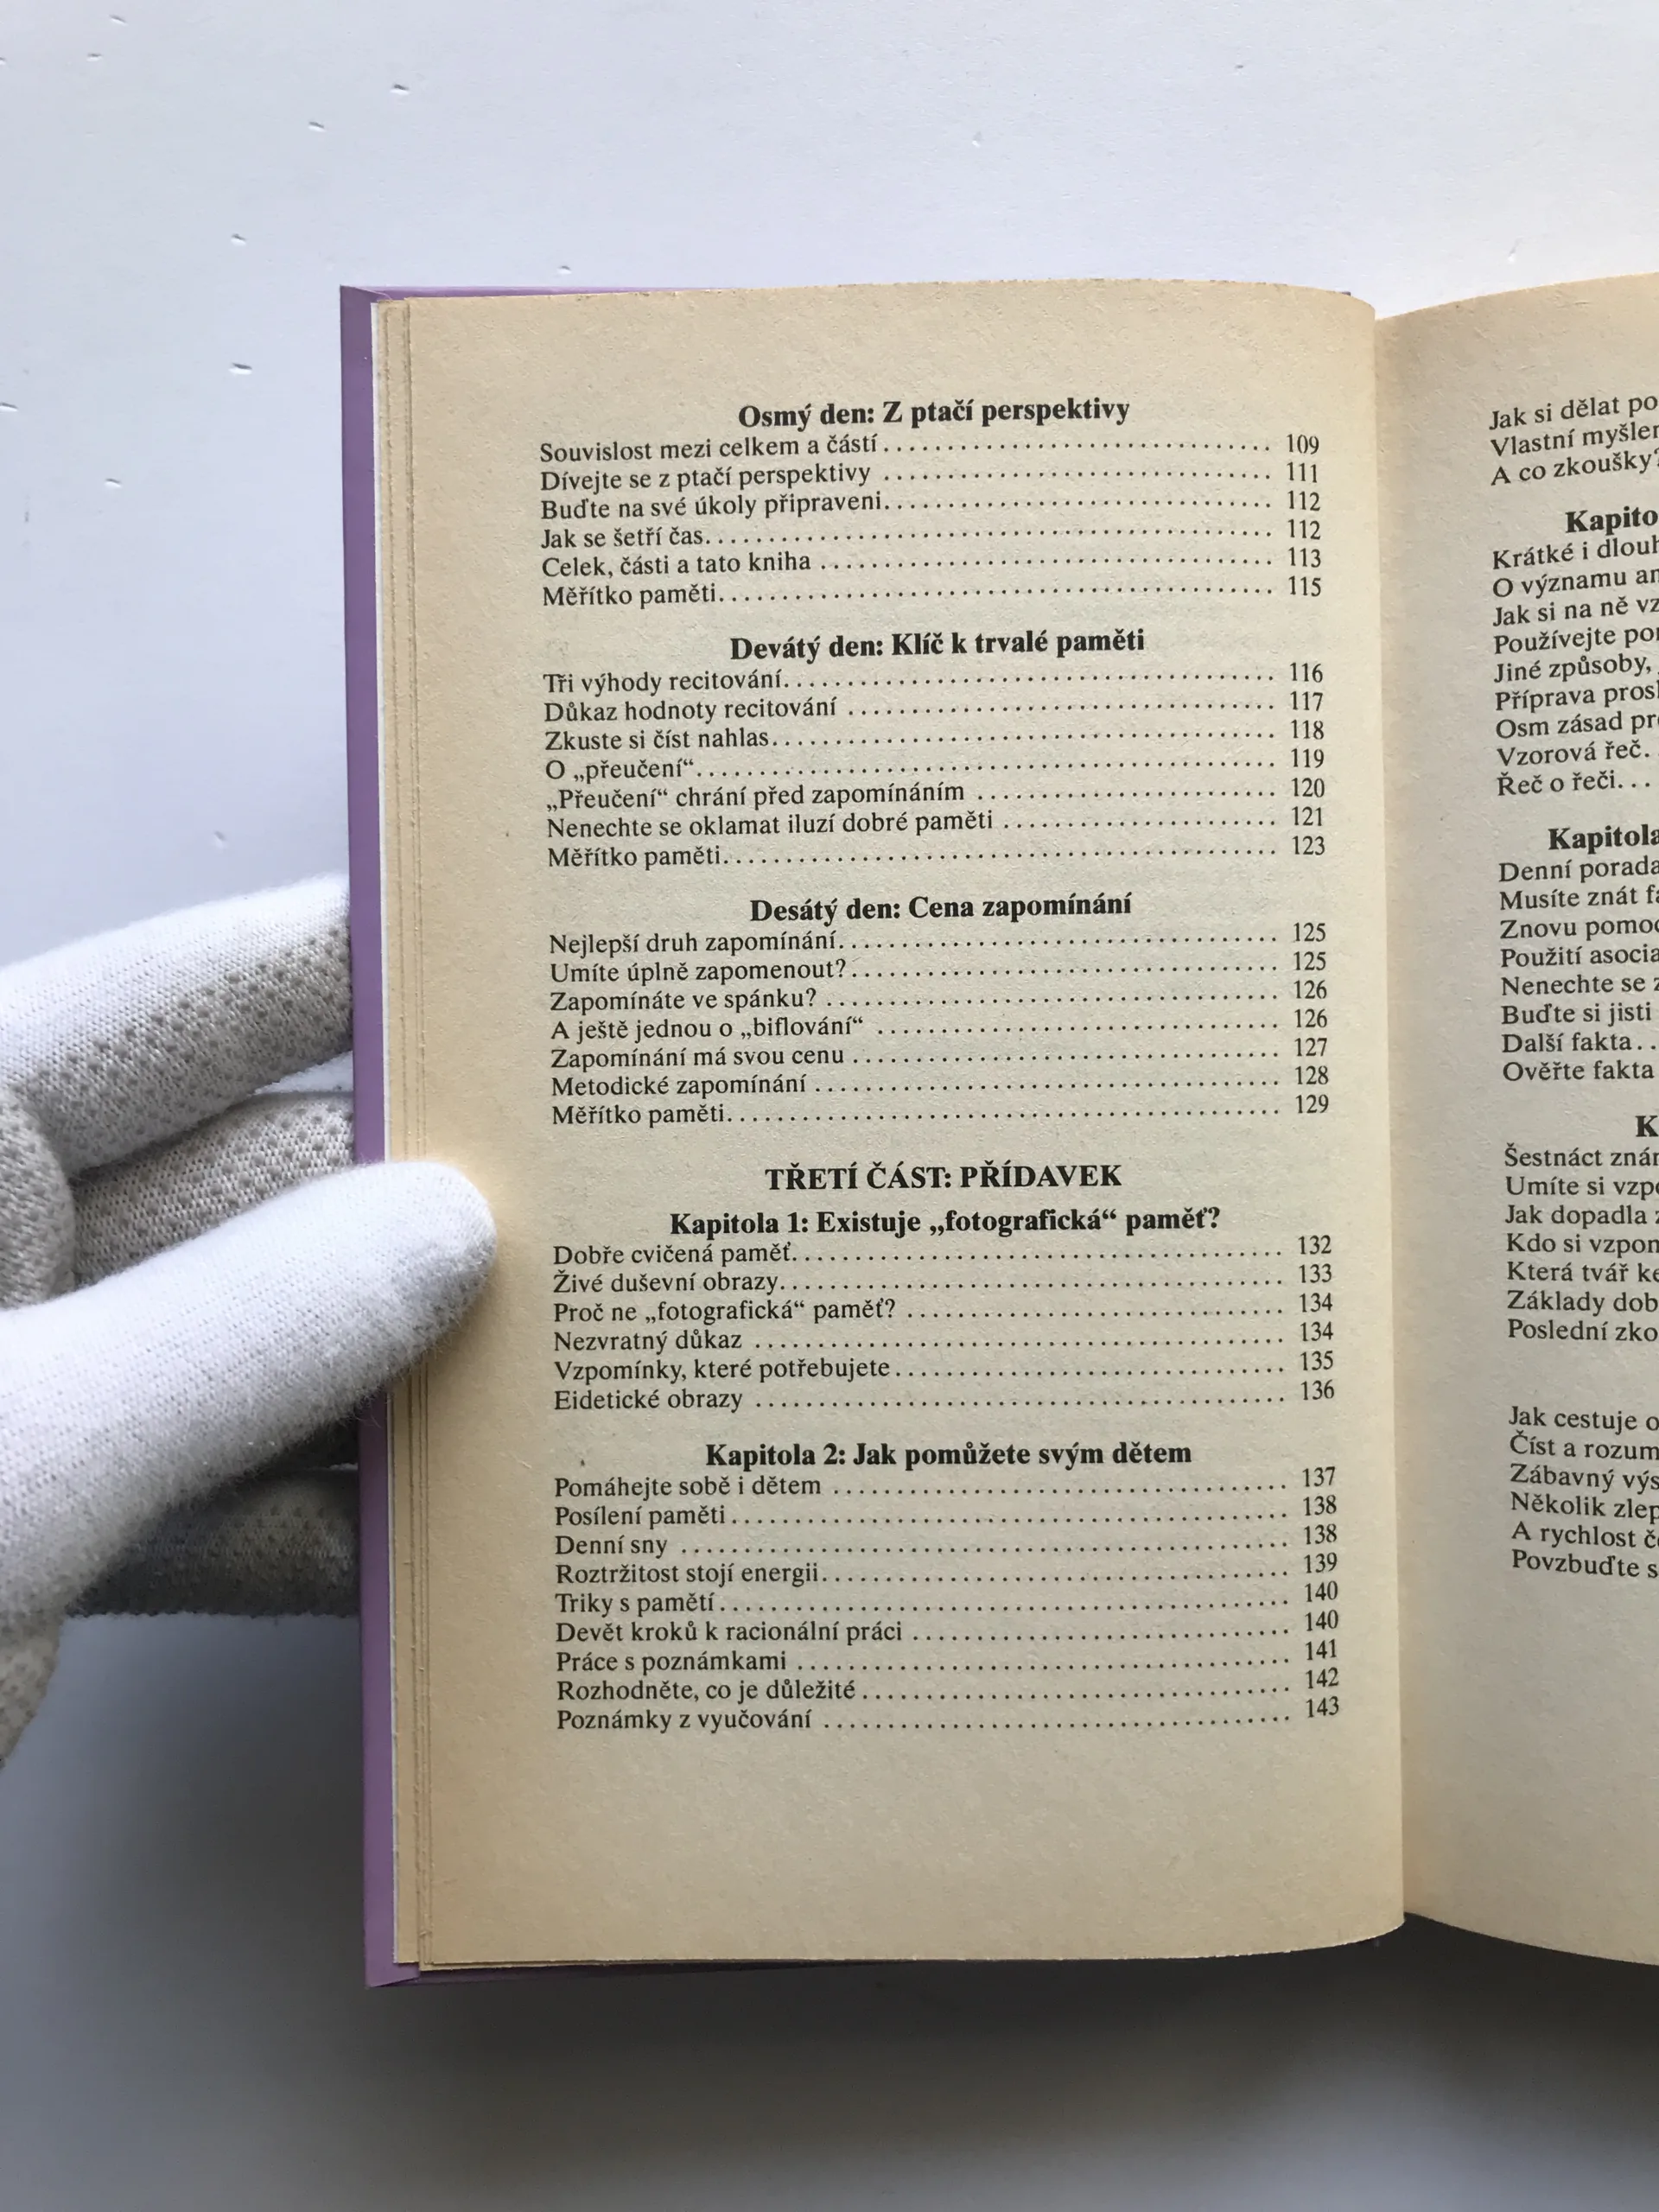 Osmý den: Z ptačí perspektivy
Souvislost mezi celkem a částí........................................ 109
Dívejte se z ptačí perspektivy ........................................ 111
Buďte na své úkoly připraveni........................................ 112
Jak se šetří čas........................................ 112
Celek, části a tato kniha ........................................ 113
Měřítko paměti........................................ 115
Devátý den: Klíč k trvalé paměti
Tři výhody recitování........................................ 116
Důkaz hodnoty recitování ........................................ 117
Zkuste si číst nahlas........................................ 118
O „přeučení“........................................ 119
„Přeučení“ chrání před zapomínáním ........................................ 120
Nenechte se oklamat iluzí dobré paměti ........................................ 121
Měřítko paměti........................................ 123
Desátý den: Cena zapomínání
Nejlepší druh zapomínání........................................ 125
Umíte úplně zapomenout?........................................ 125
Zapomínáte ve spánku? ........................................ 126
A ještě jednou o „biflování“ ........................................ 126
Zapomínání má svou cenu ........................................ 127
Metodické zapomínání ........................................ 128
Měřítko paměti........................................ 129
TŘETÍ ČÁST: PŘÍDAVEK
Kapitola 1: Existuje „fotografická“ paměť?
Dobře cvičená paměť........................................ 132
Živé duševní obrazy........................................ 133
Proč ne „fotografická“ paměť? ........................................ 134
Nezvratný důkaz ........................................ 134
Vzpomínky, které potřebujete........................................ 135
Eidetické obrazy ........................................ 136
Kapitola 2: Jak pomůžete svým dětem
Pomáhejte sobě i dětem ........................................ 137
Posílení paměti........................................ 138
Denní sny ........................................ 138
Roztržitost stojí energii........................................ 139
Triky s pamětí........................................ 140
Devět kroků k racionální práci ........................................ 140
Práce s poznámkami ........................................ 141
Rozhodněte, co je důležité........................................ 142
Poznámky z vyučování ........................................ 143
Jak si dělat
Vlastní
A co zkoušky?
Krátké i
O významu
Jak si na ně
Používejte
Jiné způsoby,
Příprava
Osm zásad
Vzorová řeč..
Řeč o řeči...
Kapitola
Denní porada
Musíte znát
Znovu
Použití
Nenechte se
Buďte si jisti
Další fakta..
Ověřte fakta
Šestnáct
Umíte si
Jak dopadla
Kdo si
Která tvář
Základy
Poslední
Jak cestuje
Číst a
Zábavný
Několik
A rychlost
Povzbuďte